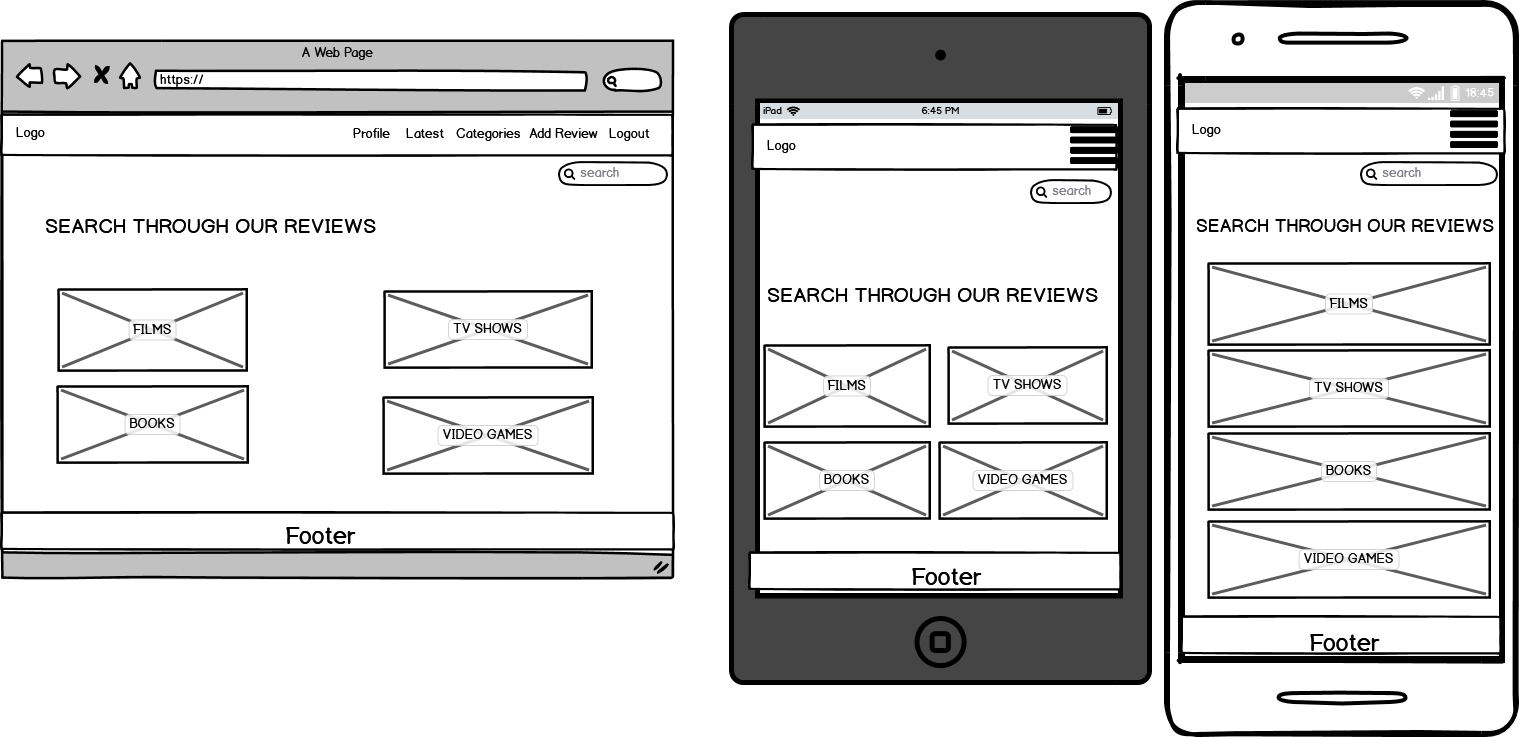 A Web Page
https://
Logo Profile Latest Categories Add Review Logout
search
SEARCH THROUGH OUR REVIEWS
FILMS TV SHOWS
BOOKS VIDEO GAMES
Footer
iPad 6:45 PM
Logo
search
SEARCH THROUGH OUR REVIEWS
FILMS TV SHOWS
BOOKS VIDEO GAMES
Footer
18:45
Logo
search
SEARCH THROUGH OUR REVIEWS
FILMS
TV SHOWS
BOOKS
VIDEO GAMES
Footer